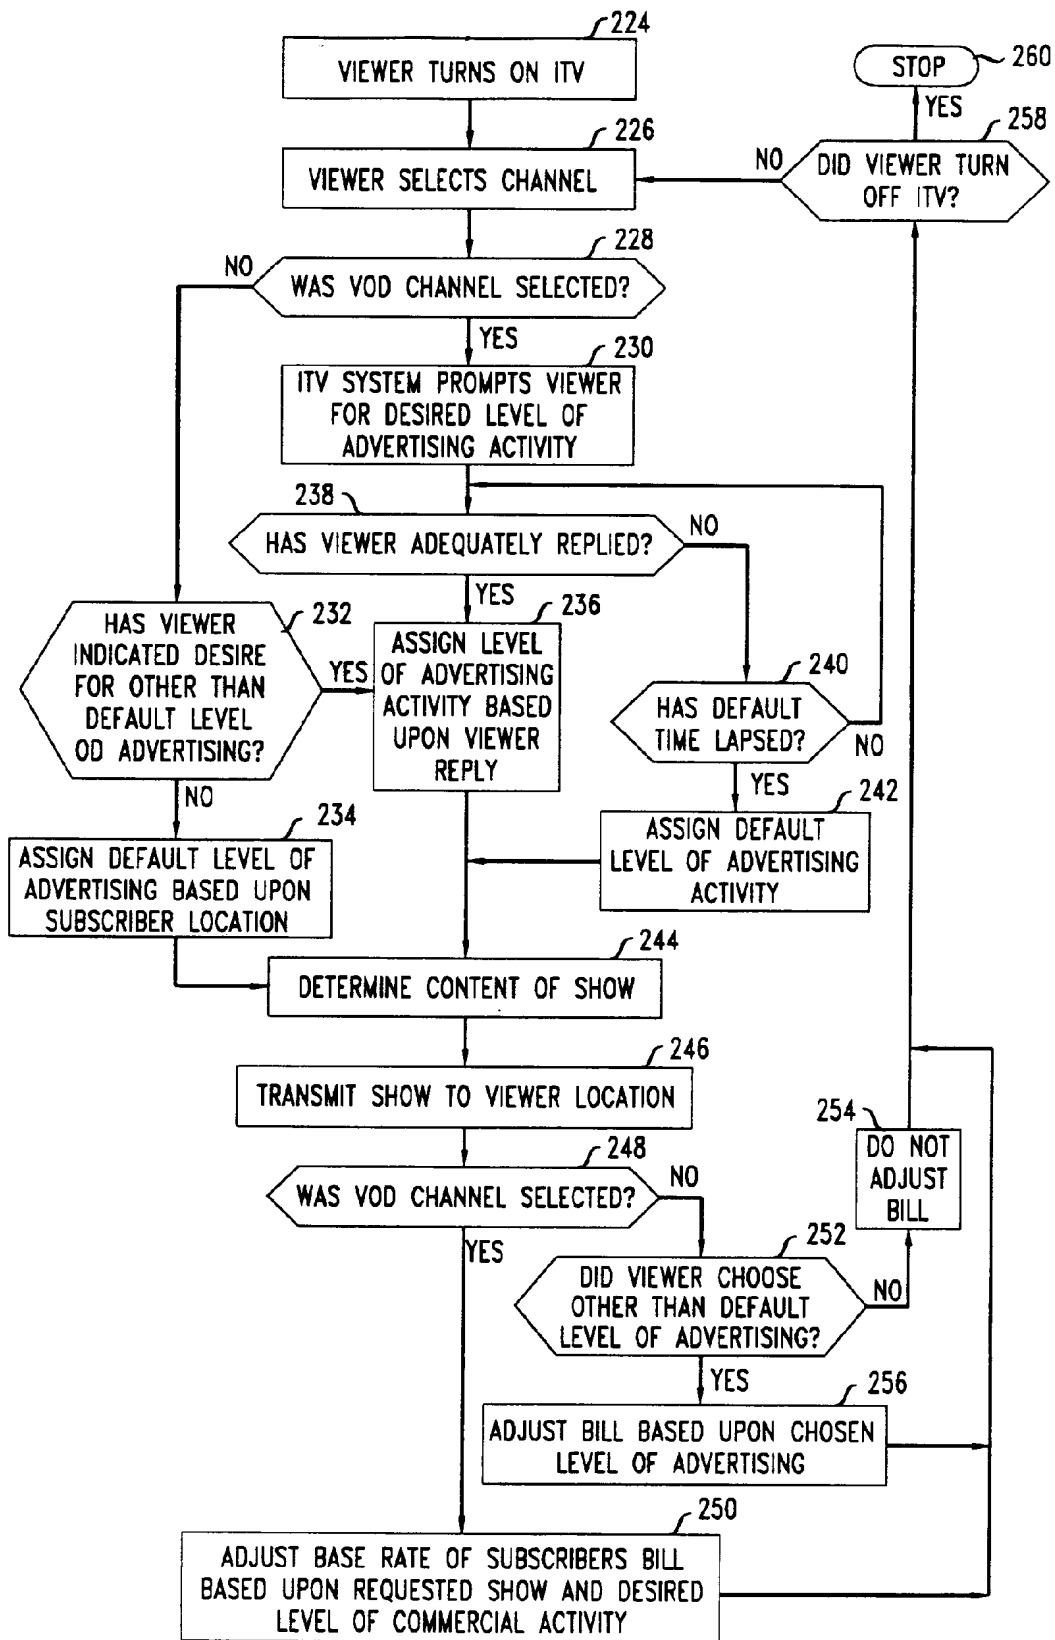 224
VIEWER TURNS ON ITV
STOP
260
YES
258
DID VIEWER TURN
OFF ITV?
NO
226
VIEWER SELECTS CHANNEL
228
WAS VOD CHANNEL SELECTED?
NO
YES
230
ITV SYSTEM PROMPTS VIEWER
FOR DESIRED LEVEL OF
ADVERTISING ACTIVITY
238
HAS VIEWER ADEQUATELY REPLIED?
NO
YES
232
HAS VIEWER
INDICATED DESIRE
FOR OTHER THAN
DEFAULT LEVEL
OD ADVERTISING?
YES
236
ASSIGN LEVEL
OF ADVERTISING
ACTIVITY BASED
UPON VIEWER
REPLY
240
HAS DEFAULT
TIME LAPSED?
NO
YES
242
ASSIGN DEFAULT
LEVEL OF ADVERTISING
ACTIVITY
NO
234
ASSIGN DEFAULT LEVEL OF
ADVERTISING BASED UPON
SUBSCRIBER LOCATION
244
DETERMINE CONTENT OF SHOW
246
TRANSMIT SHOW TO VIEWER LOCATION
248
WAS VOD CHANNEL SELECTED?
NO
YES
252
DID VIEWER CHOOSE
OTHER THAN DEFAULT
LEVEL OF ADVERTISING?
NO
254
DO NOT
ADJUST
BILL
YES
256
ADJUST BILL BASED UPON CHOSEN
LEVEL OF ADVERTISING
250
ADJUST BASE RATE OF SUBSCRIBERS BILL
BASED UPON REQUESTED SHOW AND DESIRED
LEVEL OF COMMERCIAL ACTIVITY